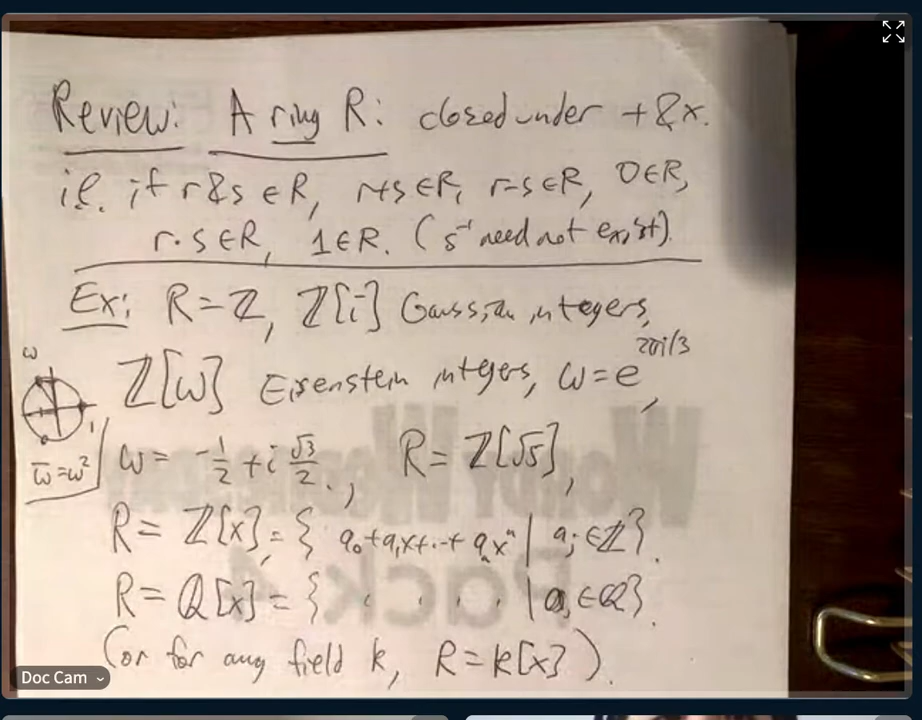 Review: A ring R: closed under + & ×.
i.e. if r & s ∈ R, r+s ∈ R, r-s ∈ R, 0 ∈ R,
r·s ∈ R, 1 ∈ R. (s⁻¹ need not exist).
Ex: R = ℤ, ℤ[i] Gaussian integers,
ℤ[ω] Eisenstein integers, ω = e^{2πi/3},
ω
1
ω̄=ω²
ω = -1/2 + i √3/2., R = ℤ[√5],
R = ℤ[x] = { a₀+a₁x+...+aₙxⁿ | aᵢ ∈ ℤ}.
R = ℚ[x] = { . . . . | aᵢ ∈ ℚ}.
(or for any field k, R = k[x]).
Doc Cam